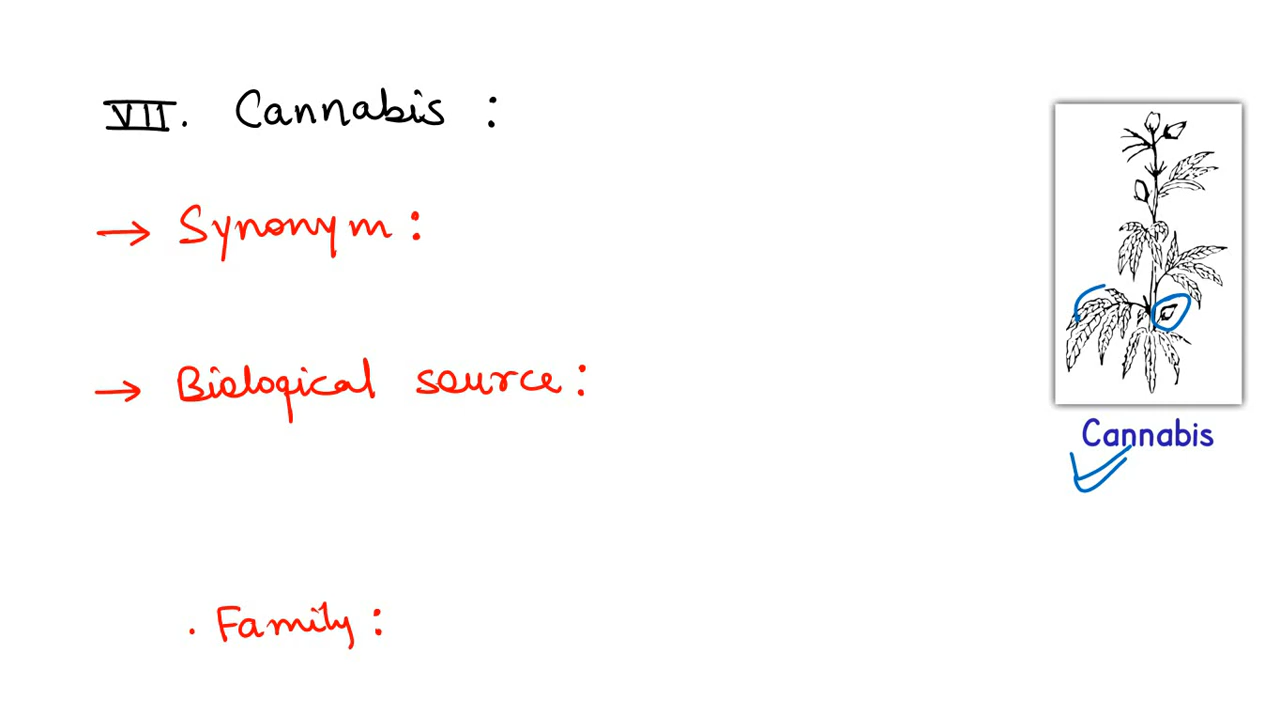 VII. Cannabis :
→ Synonym :
→ Biological source :
Cannabis
· Family :